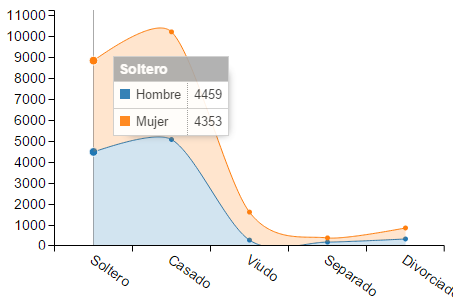 11000
10000
9000
8000
7000
6000
5000
4000
3000
2000
1000
0
Soltero
Hombre 4459
Mujer 4353
Soltero
Casado
Viudo
Separado
Divorciado